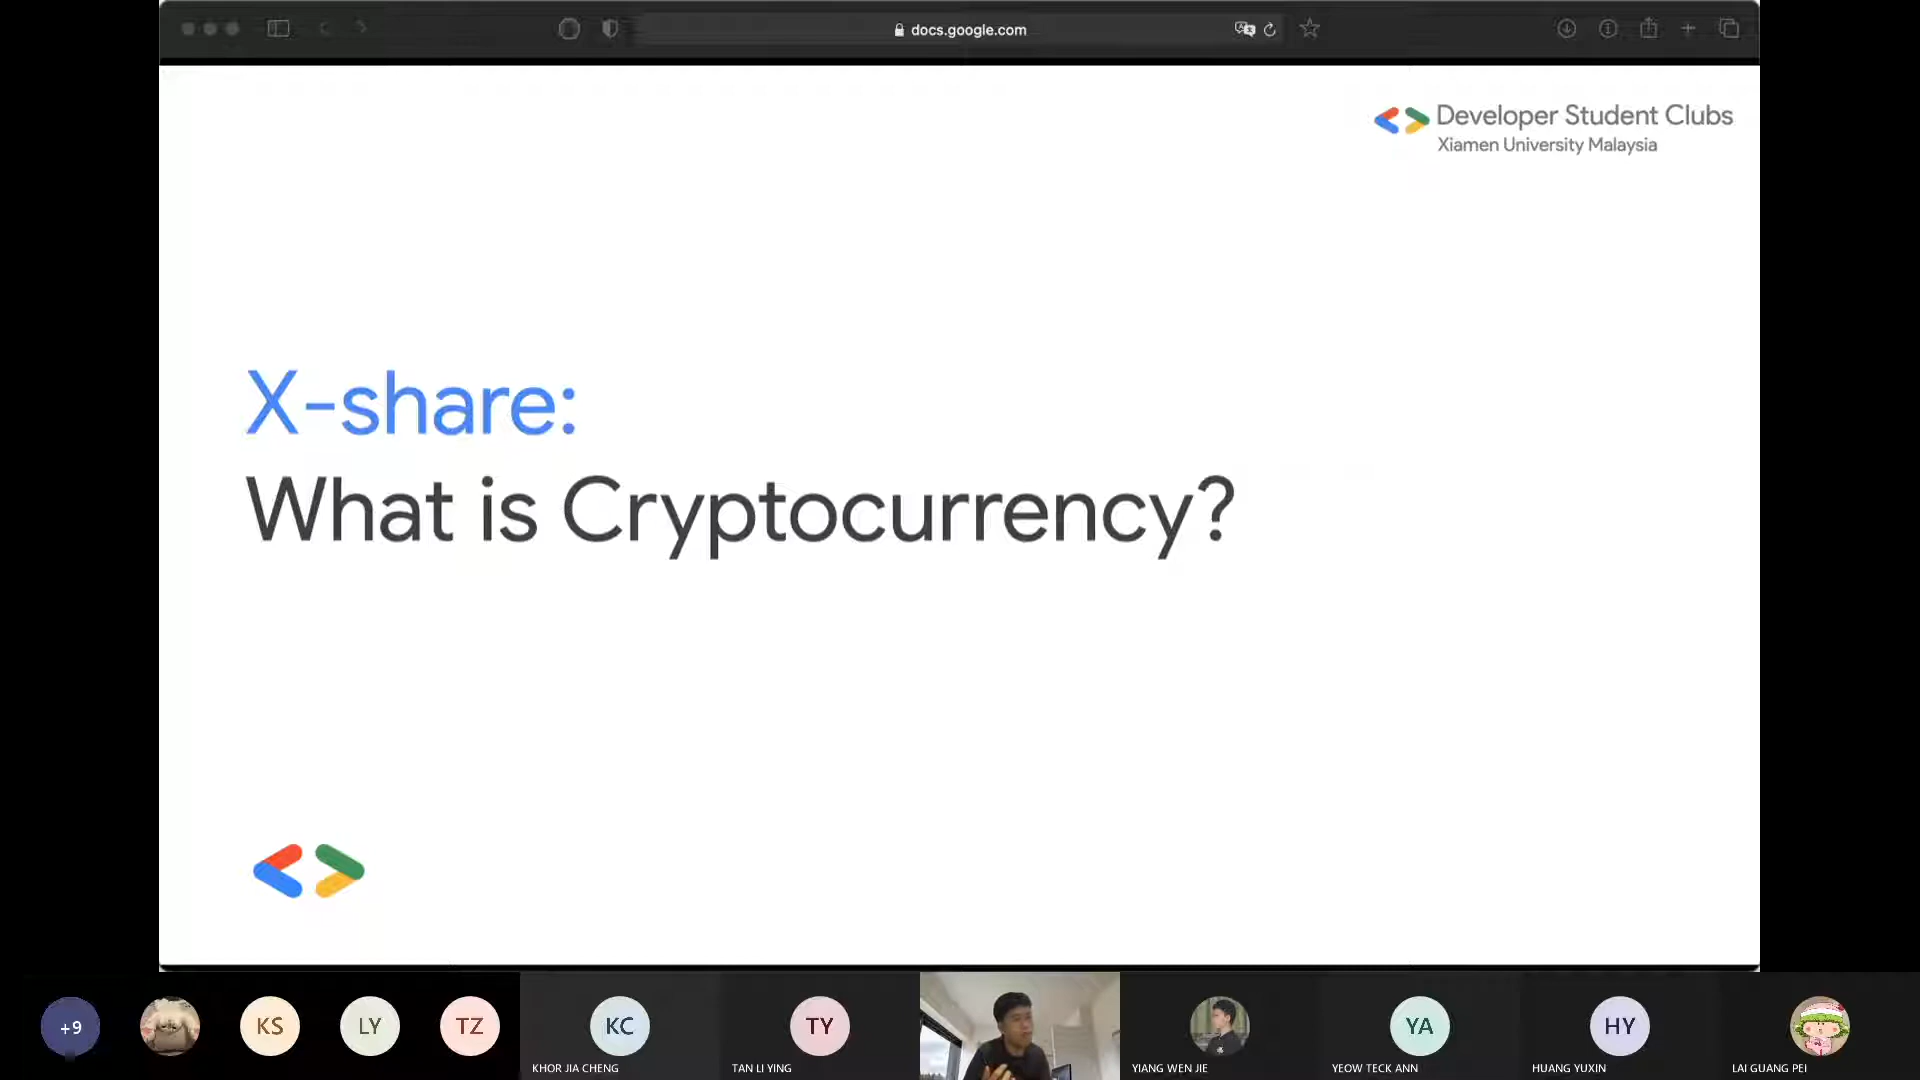 docs.google.com
Developer Student Clubs
Xiamen University Malaysia
X-share:
What is Cryptocurrency?
+9
KS
LY
TZ
KC
TY
YA
HY
KHOR JIA CHENG
TAN LI YING
YIANG WEN JIE
YEOW TECK ANN
HUANG YUXIN
LAI GUANG PEI